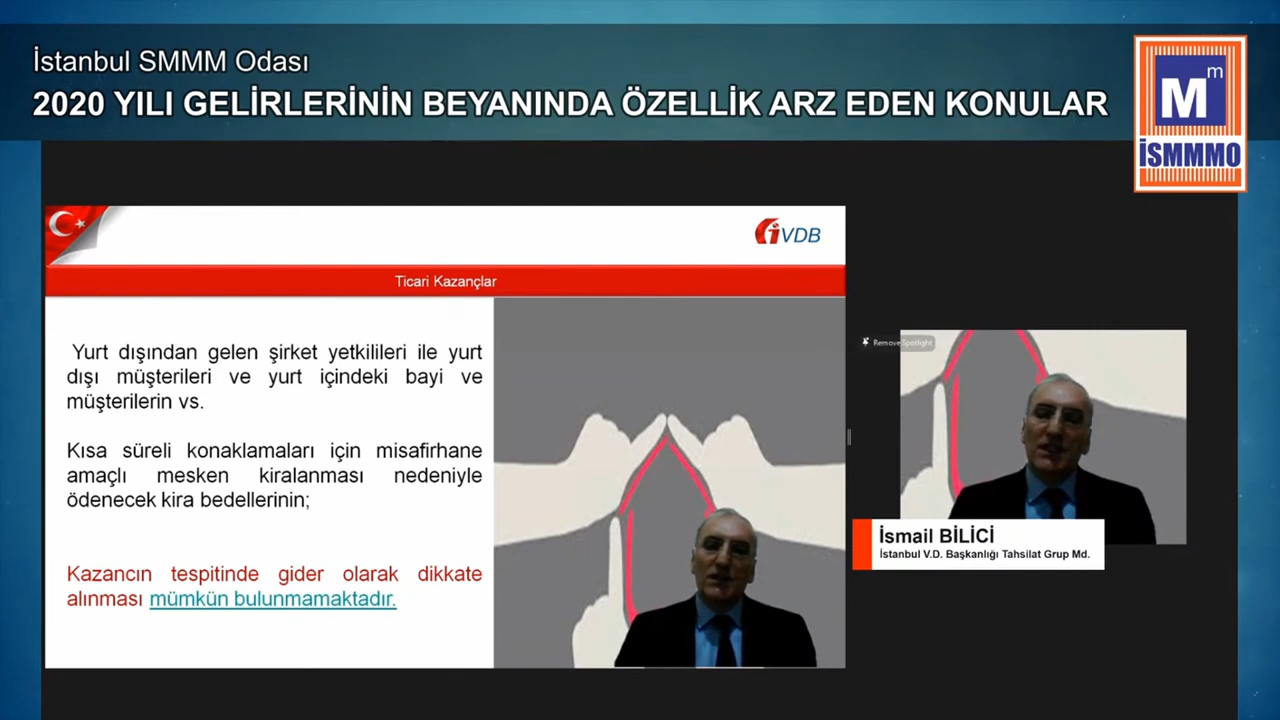 İstanbul SMMM Odası
2020 YILI GELİRLERİNİN BEYANINDA ÖZELLİK ARZ EDEN KONULAR
M
m
İSMMMO
iVDB
Ticari Kazançlar
Yurt dışından gelen şirket yetkilileri ile yurt
dışı müşterileri ve yurt içindeki bayi ve
müşterilerin vs.
Kısa süreli konaklamaları için misafirhane
amaçlı mesken kiralanması nedeniyle
ödenecek kira bedellerinin;
Kazancın tespitinde gider olarak dikkate
alınması mümkün bulunmamaktadır.
Remove Spotlight
İsmail BİLİCİ
İstanbul V.D. Başkanlığı Tahsilat Grup Md.